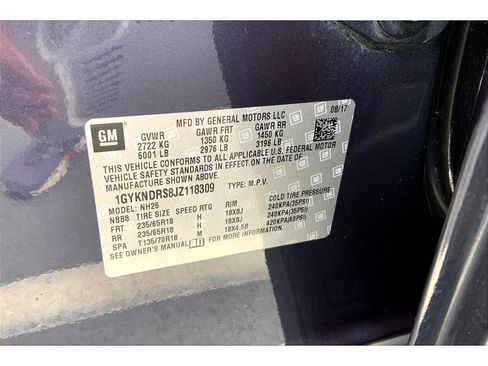 GM
MFD BY GENERAL MOTORS LLC
08/17
GVWR GAWR FRT GAWR RR
2722 KG 1350 KG 1450 KG
6001 LB 2976 LB 3196 LB
THIS VEHICLE CONFORMS TO ALL APPLICABLE U.S. FEDERAL MOTOR
VEHICLE SAFETY STANDARDS IN EFFECT ON THE DATE OF
MANUFACTURE SHOWN ABOVE.
1GYKNDRS8JZ118309 TYPE: M.P.V.
MODEL: NH26
NBB8 TIRE SIZE SPEED RTG RIM COLD TIRE PRESSURE
FRT 235/65R18 H 18X8J 240KPA(35PSI)
RR 235/65R18 H 18X8J 240KPA(35PSI)
SPA T135/70R18 M 18X4.5B 420KPA(60PSI)
SEE OWNER'S MANUAL FOR MORE INFORMATION.